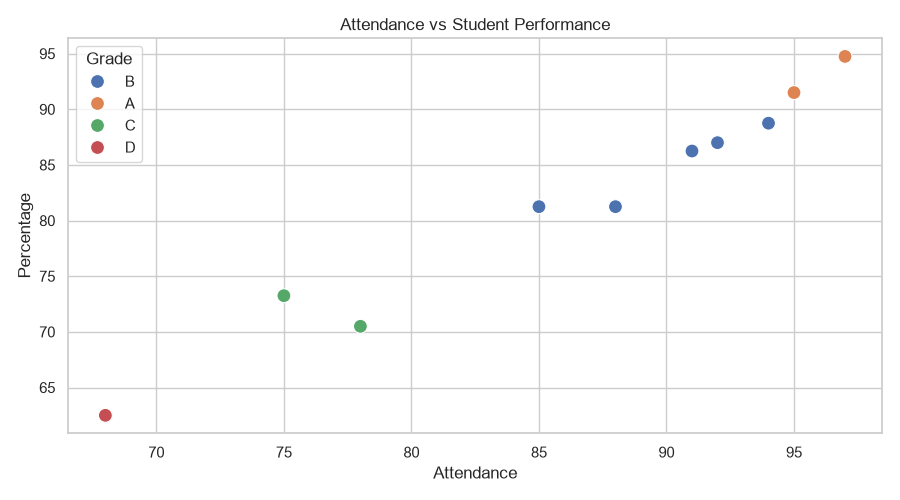 Attendance vs Student Performance
Grade
B
A
C
D
95
90
85
80
75
70
65
Percentage
70 75 80 85 90 95
Attendance